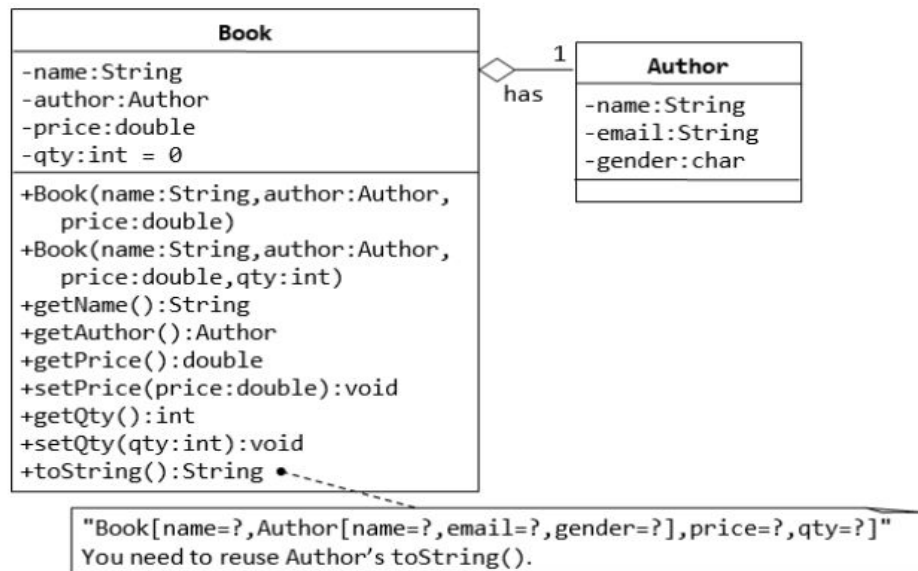 Book
-name:String
-author:Author
-price:double
-qty:int = 0
+Book(name:String,author:Author,
price:double)
+Book(name:String,author:Author,
price:double,qty:int)
+getName():String
+getAuthor():Author
+getPrice():double
+setPrice(price:double):void
+getQty():int
+setQty(qty:int):void
+toString():String
1
has
Author
-name:String
-email:String
-gender:char
"Book[name=?,Author[name=?,email=?,gender=?],price=?,qty=?]"
You need to reuse Author's toString().